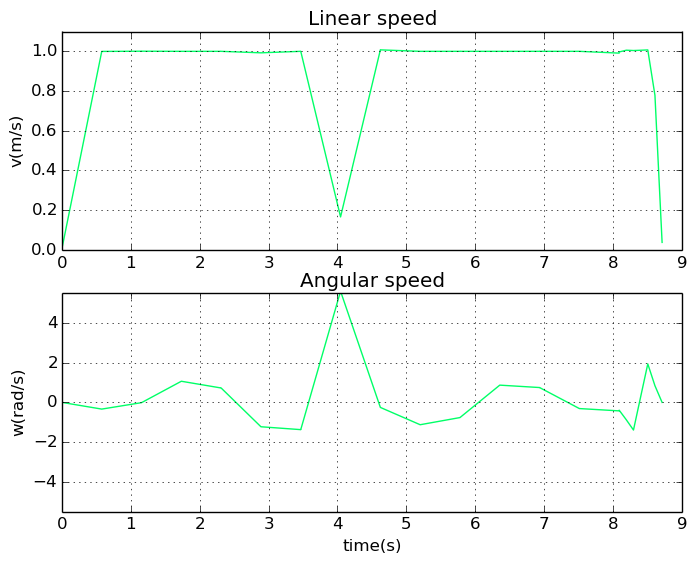 Linear speed
1.0
0.8
0.6
0.4
0.2
0.0
v(m/s)
0 1 2 3 4 5 6 7 8 9
Angular speed
4
2
0
−2
−4
w(rad/s)
0 1 2 3 4 5 6 7 8 9
time(s)